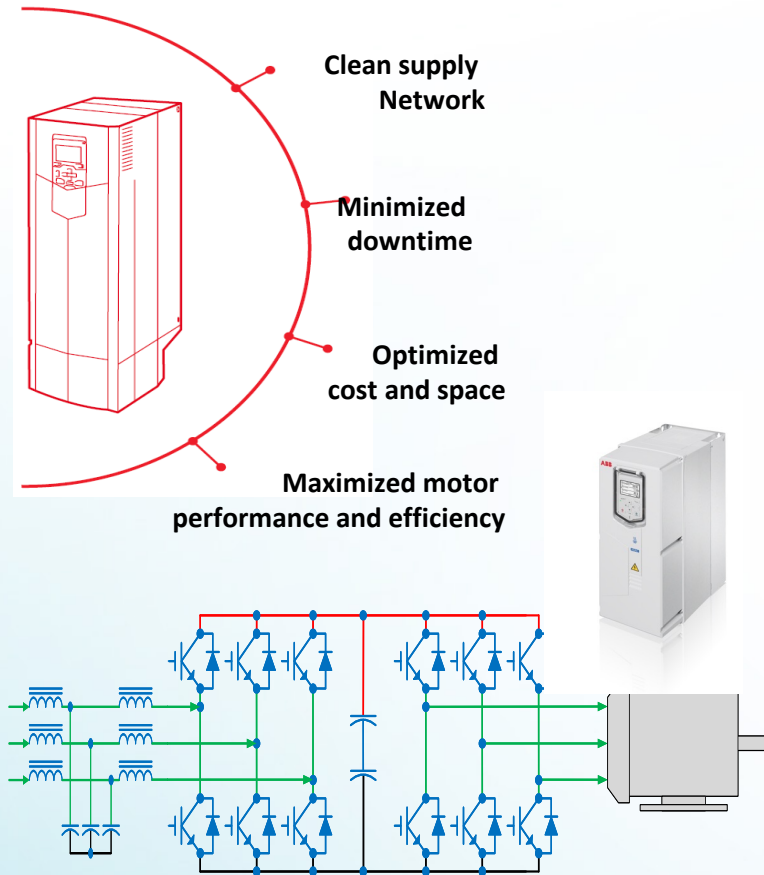 Clean supply
Network
Minimized
downtime
Optimized
cost and space
Maximized motor
performance and efficiency
ABB